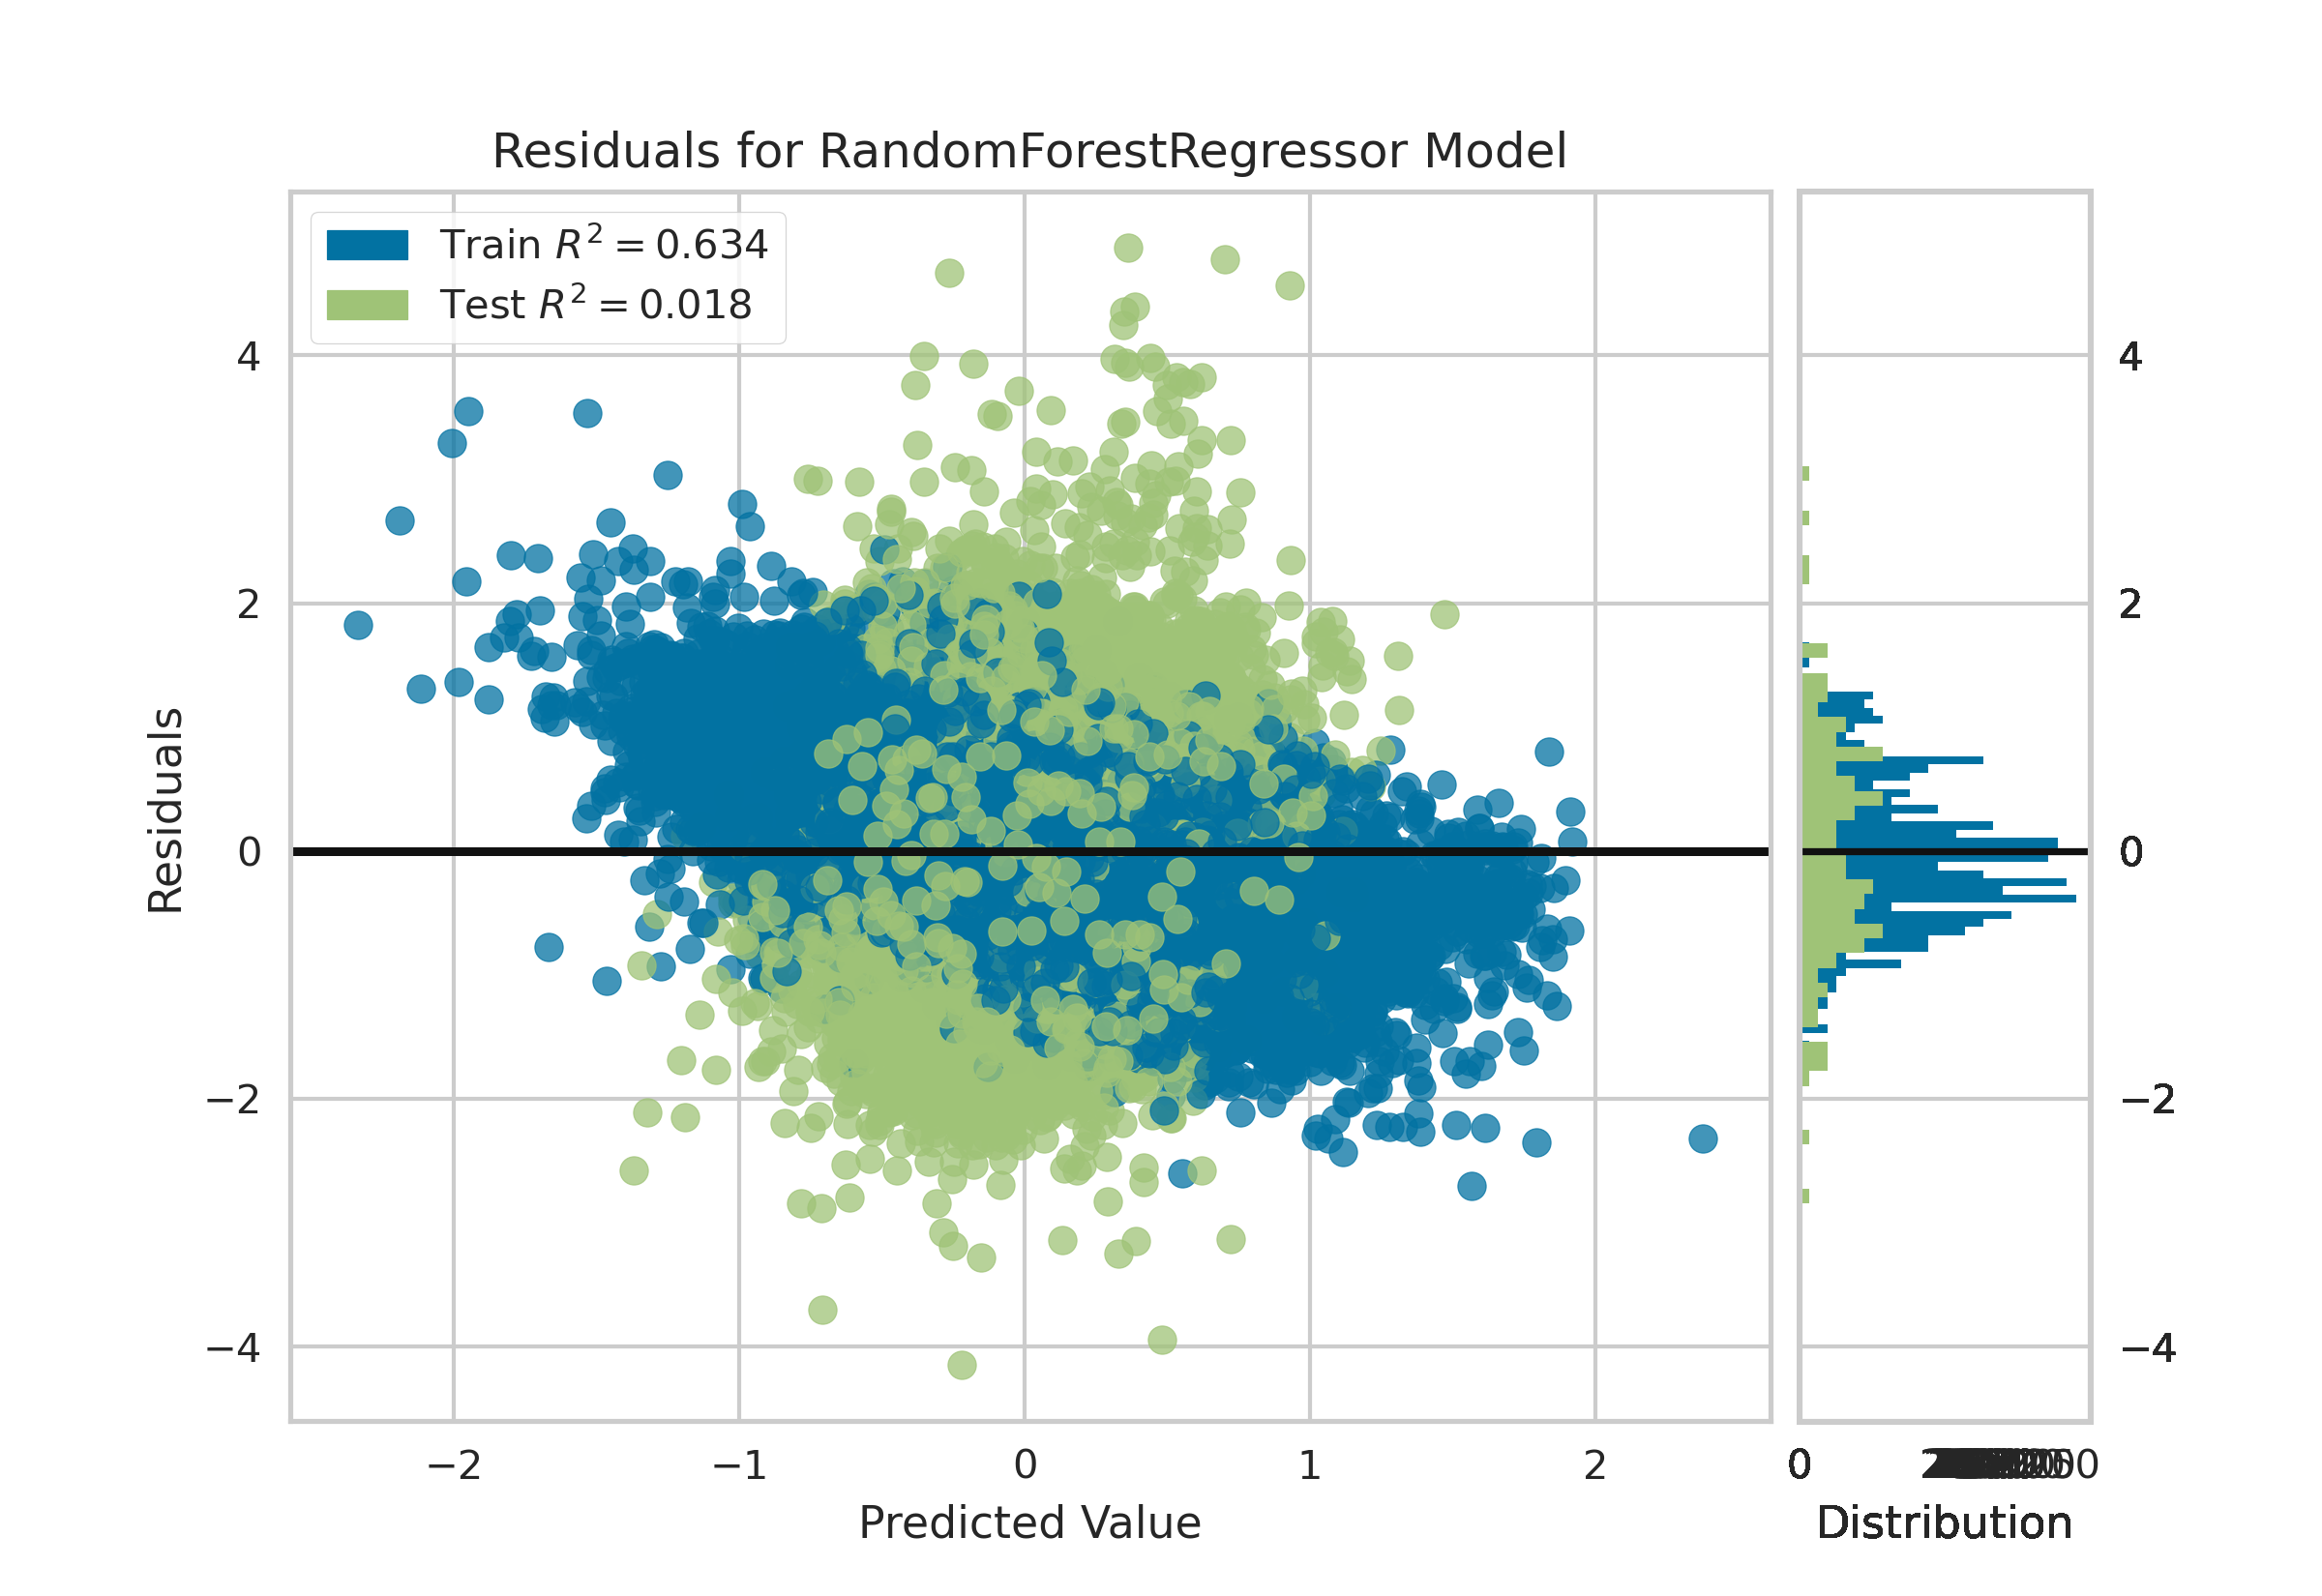 Residuals for RandomForestRegressor Model
Train R² = 0.634
Test R² = 0.018
4
2
0
−2
−4
Residuals
−2
−1
0
1
2
Predicted Value
4
2
0
−2
−4
0
Distribution